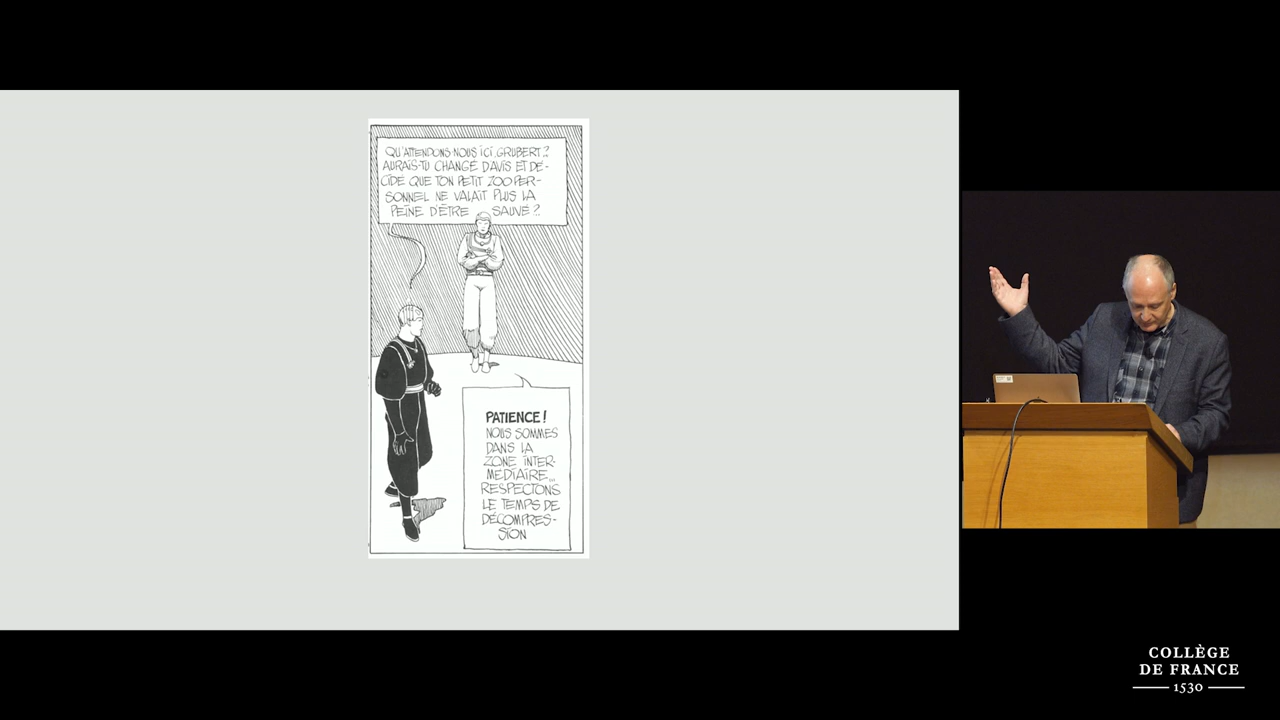 QU'ATTENDONS-NOUS ICI, GRUBERT?
AURAIS-TU CHANGÉ D'AVIS ET DÉ-
CIDÉ QUE TON PETIT ZOO PER-
SONNEL NE VALAIT PLUS LA
PEINE D'ÊTRE SAUVÉ?..
PATIENCE!
NOUS SOMMES
DANS LA
ZONE INTER-
MEDIAIRE...
RESPECTONS
LE TEMPS DE
DÉCOMPRES-
SION
COLLÈGE
DE FRANCE
1530